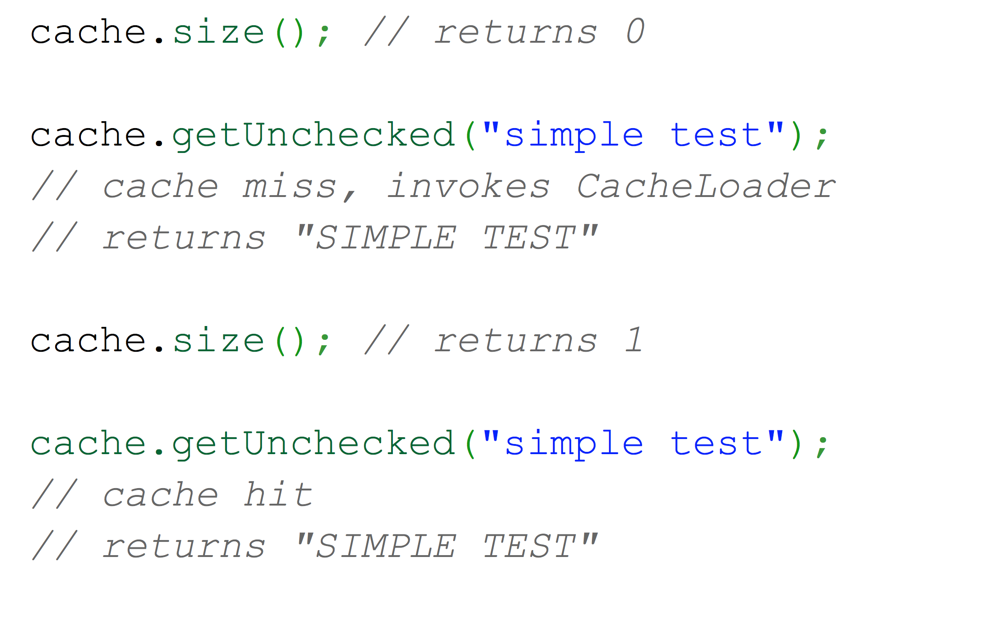 cache.size(); // returns 0
cache.getUnchecked("simple test");
// cache miss, invokes CacheLoader
// returns "SIMPLE TEST"
cache.size(); // returns 1
cache.getUnchecked("simple test");
// cache hit
// returns "SIMPLE TEST"